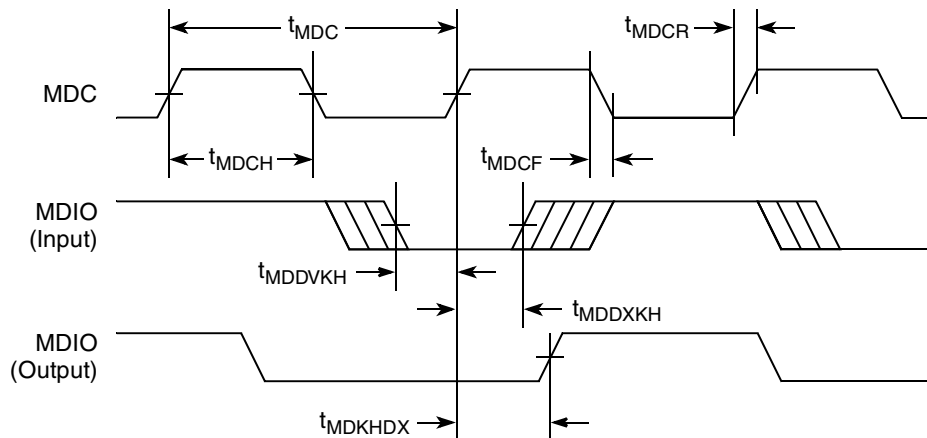 tMDC
tMDCR
MDC
tMDCH
tMDCF
MDIO
(Input)
tMDDVKH
tMDDXKH
MDIO
(Output)
tMDKHDX